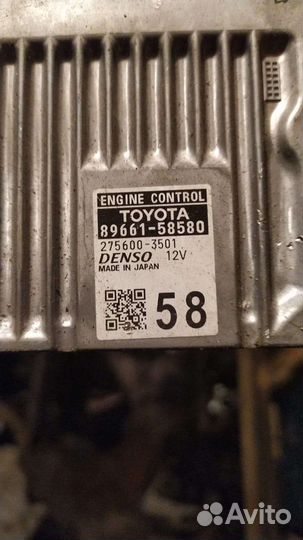 ENGINE CONTROL
TOYOTA
89661-58580
275600-3501
DENSO 12V
MADE IN JAPAN
58
Avito